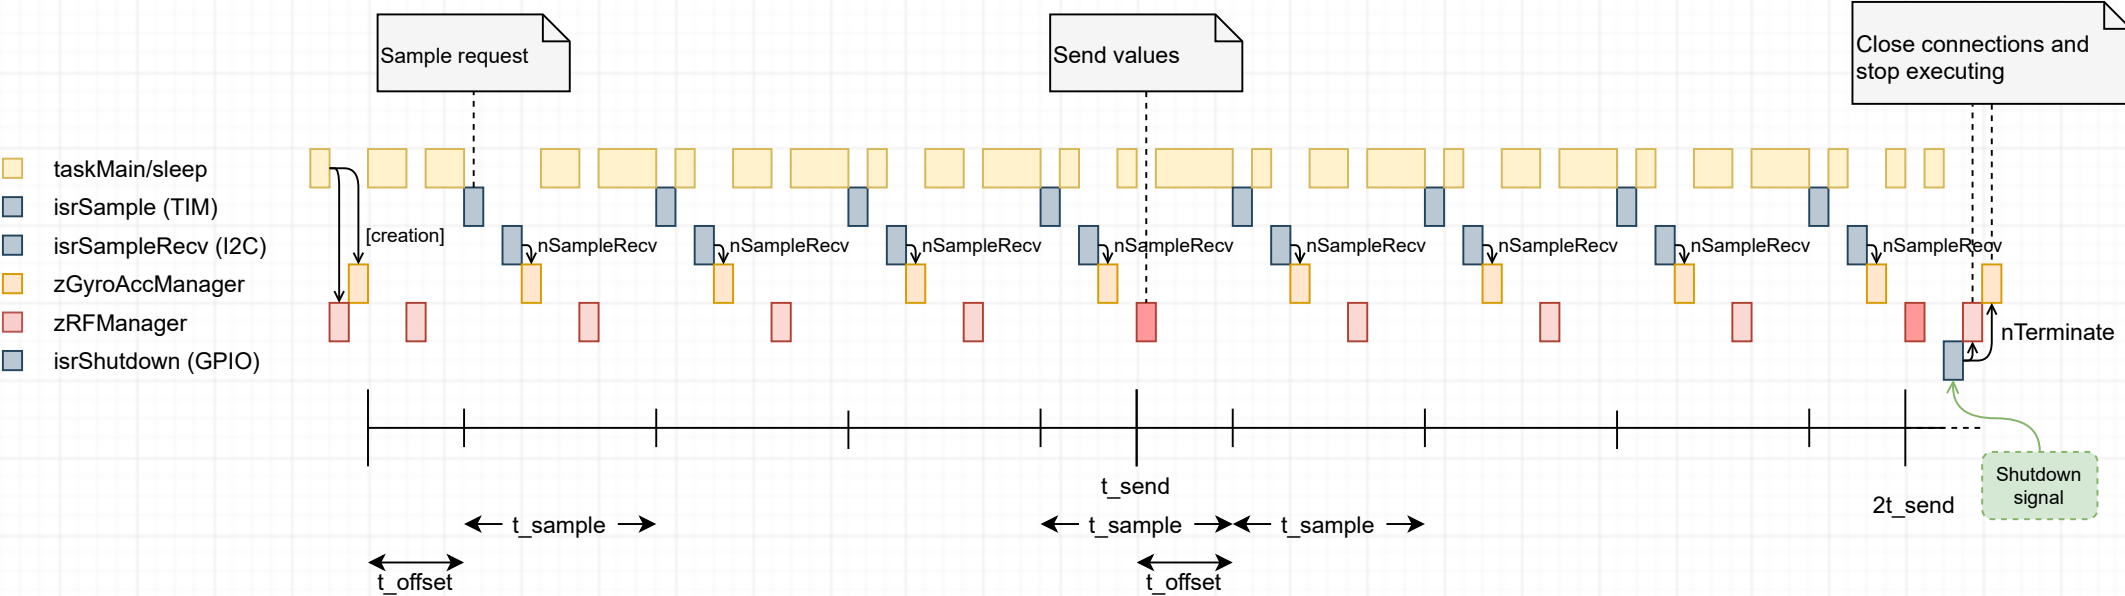 Sample request
Send values
Close connections and
stop executing
taskMain/sleep
isrSample (TIM)
isrSampleRecv (I2C)
zGyroAccManager
zRFManager
isrShutdown (GPIO)
[creation]
nSampleRecv
nSampleRecv
nSampleRecv
nSampleRecv
nSampleRecv
nSampleRecv
nSampleRecv
nSampleRecv
nTerminate
Shutdown
signal
t_send
2t_send
t_sample
t_sample
t_sample
t_offset
t_offset